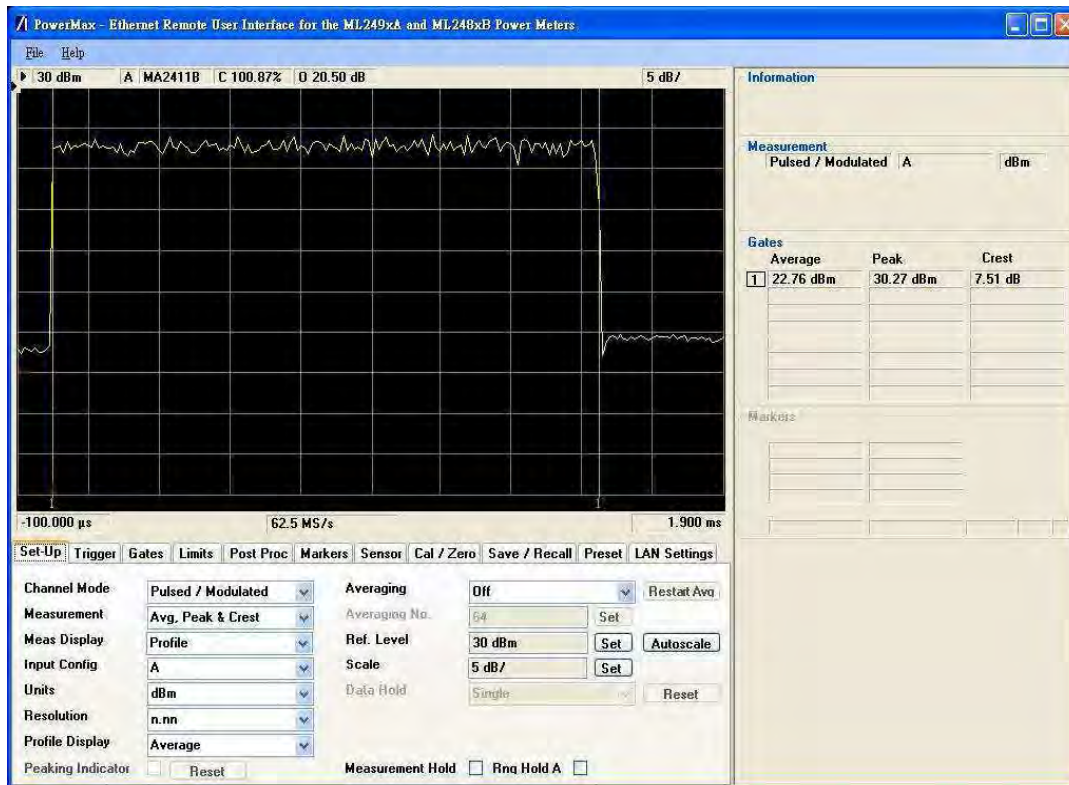 PowerMax - Ethernet Remote User Interface for the ML249xA and ML248xB Power Meters
File Help
30 dBm A MA2411B C 100.87% O 20.50 dB 5 dB/
1 1
-100.000 µs 62.5 MS/s 1.900 ms
Information
Measurement
Pulsed / Modulated A dBm
Gates
Average Peak Crest
1 22.76 dBm 30.27 dBm 7.51 dB
Markers
Set-Up Trigger Gates Limits Post Proc Markers Sensor Cal / Zero Save / Recall Preset LAN Settings
Channel Mode Pulsed / Modulated Averaging Off Restart Avg
Measurement Avg, Peak & Crest Averaging No. 64 Set
Meas Display Profile Ref. Level 30 dBm Set Autoscale
Input Config A Scale 5 dB/ Set
Units dBm Data Hold Single Reset
Resolution n.nn
Profile Display Average
Peaking Indicator Reset Measurement Hold Rng Hold A